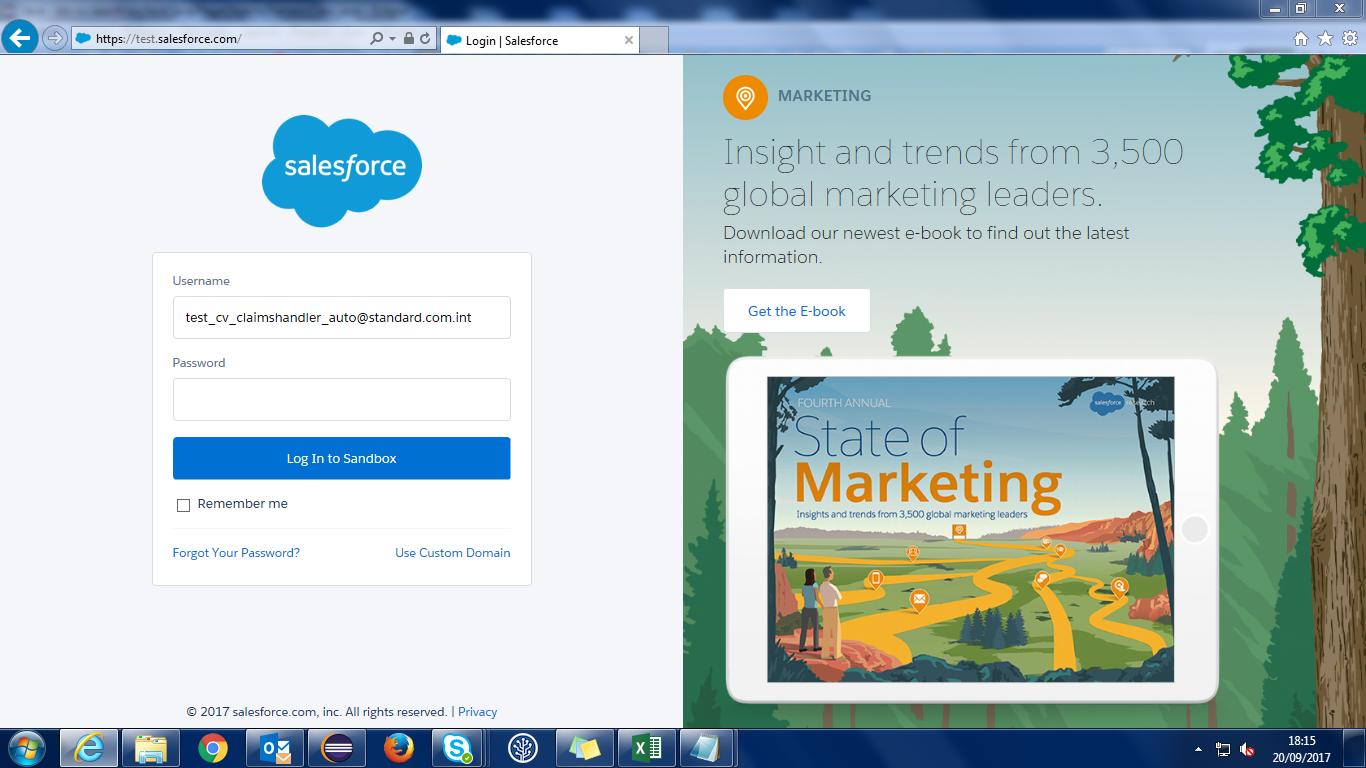 https://test.salesforce.com/
Login | Salesforce
salesforce
Username
test_cv_claimshandler_auto@standard.com.int
Password
Log In to Sandbox
Remember me
Forgot Your Password?
Use Custom Domain
© 2017 salesforce.com, inc. All rights reserved. | Privacy
MARKETING
Insight and trends from 3,500
global marketing leaders.
Download our newest e-book to find out the latest
information.
Get the E-book
FOURTH ANNUAL
salesforce research
State of
Marketing
Insights and trends from 3,500 global marketing leaders
18:15
20/09/2017